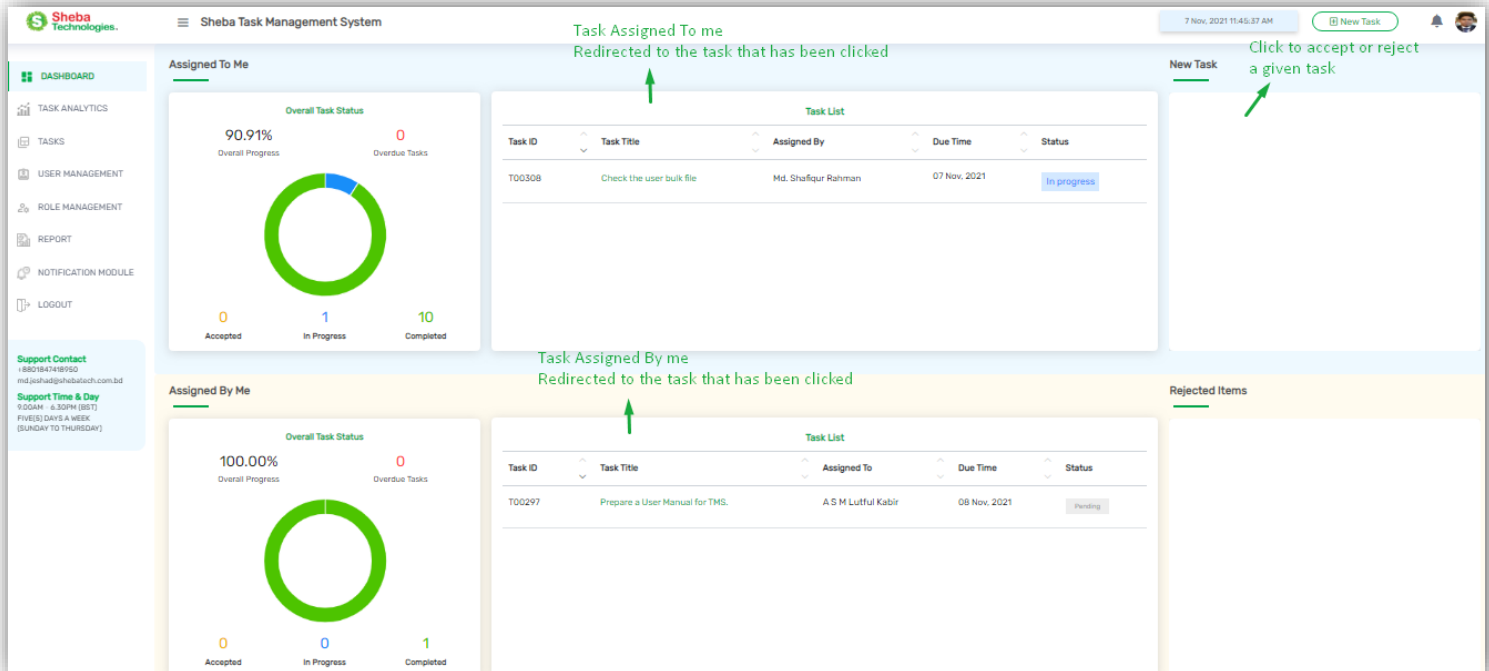 Sheba
Technologies.
Sheba Task Management System
7 Nov, 2021 11:45:37 AM
New Task
DASHBOARD
TASK ANALYTICS
TASKS
USER MANAGEMENT
ROLE MANAGEMENT
REPORT
NOTIFICATION MODULE
LOGOUT
Support Contact
+8801847418950
md.jeshad@shebatech.com.bd
Support Time & Day
9.00AM - 6.30PM (BST)
FIVE(5) DAYS A WEEK
(SUNDAY TO THURSDAY)
Task Assigned To me
Redirected to the task that has been clicked
Click to accept or reject
a given task
Assigned To Me
Overall Task Status
90.91%
Overall Progress
0
Overdue Tasks
0
Accepted
1
In Progress
10
Completed
Task List
Task ID Task Title Assigned By Due Time Status
T00308 Check the user bulk file Md. Shafiqur Rahman 07 Nov, 2021 In progress
New Task
Task Assigned By me
Redirected to the task that has been clicked
Assigned By Me
Overall Task Status
100.00%
Overall Progress
0
Overdue Tasks
0
Accepted
0
In Progress
1
Completed
Task List
Task ID Task Title Assigned To Due Time Status
T00297 Prepare a User Manual for TMS. A S M Lutful Kabir 08 Nov, 2021 Pending
Rejected Items